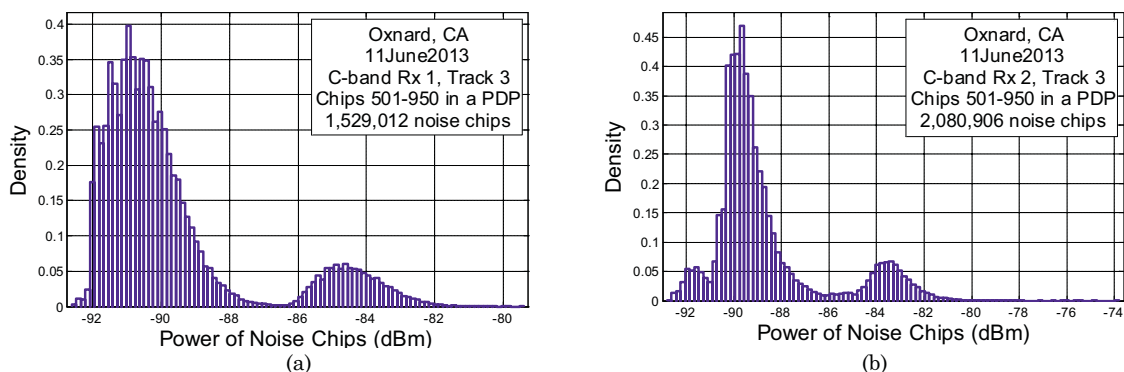 Oxnard, CA
11June2013
C-band Rx 1, Track 3
Chips 501-950 in a PDP
1,529,012 noise chips
Density
0.4
0.35
0.3
0.25
0.2
0.15
0.1
0.05
0
-92 -90 -88 -86 -84 -82 -80
Power of Noise Chips (dBm)
(a)
Oxnard, CA
11June2013
C-band Rx 2, Track 3
Chips 501-950 in a PDP
2,080,906 noise chips
Density
0.45
0.4
0.35
0.3
0.25
0.2
0.15
0.1
0.05
0
-92 -90 -88 -86 -84 -82 -80 -78 -76 -74
Power of Noise Chips (dBm)
(b)